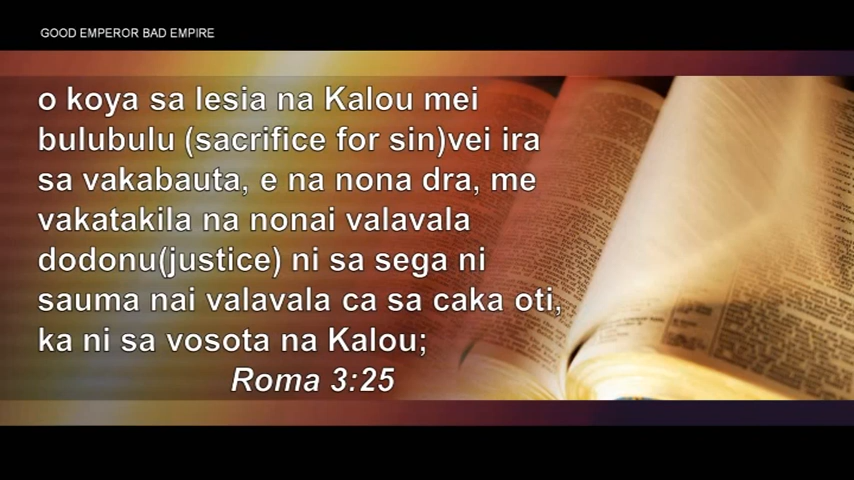 GOOD EMPEROR BAD EMPIRE
o koya sa lesia na Kalou mei
bulubulu (sacrifice for sin)vei ira
sa vakabauta, e na nona dra, me
vakatakila na nonai valavala
dodonu(justice) ni sa sega ni
sauma nai valavala ca sa caka oti,
ka ni sa vosota na Kalou;
Roma 3:25